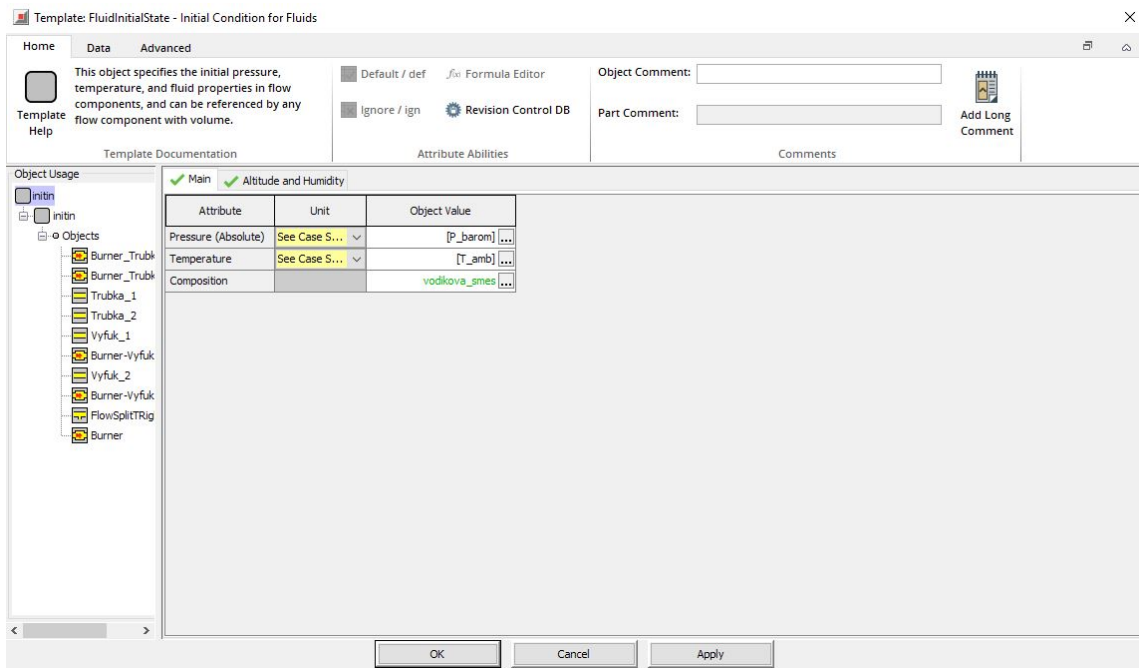 Template: FluidInitialState - Initial Condition for Fluids
Home Data Advanced
Template Help
This object specifies the initial pressure,
temperature, and fluid properties in flow
components, and can be referenced by any
flow component with volume.
Template Documentation
Default / def
Formula Editor
Ignore / ign
Revision Control DB
Attribute Abilities
Object Comment:
Part Comment:
Add Long
Comment
Comments
Object Usage
initin
initin
Objects
Burner_Trubk
Burner_Trubk
Trubka_1
Trubka_2
Vyfuk_1
Burner-Vyfuk
Vyfuk_2
Burner-Vyfuk
FlowSplitTRig
Burner
Main
Altitude and Humidity
Attribute Unit Object Value
Pressure (Absolute) See Case S... [P_barom] ...
Temperature See Case S... [T_amb] ...
Composition vodikova_smes ...
OK Cancel Apply